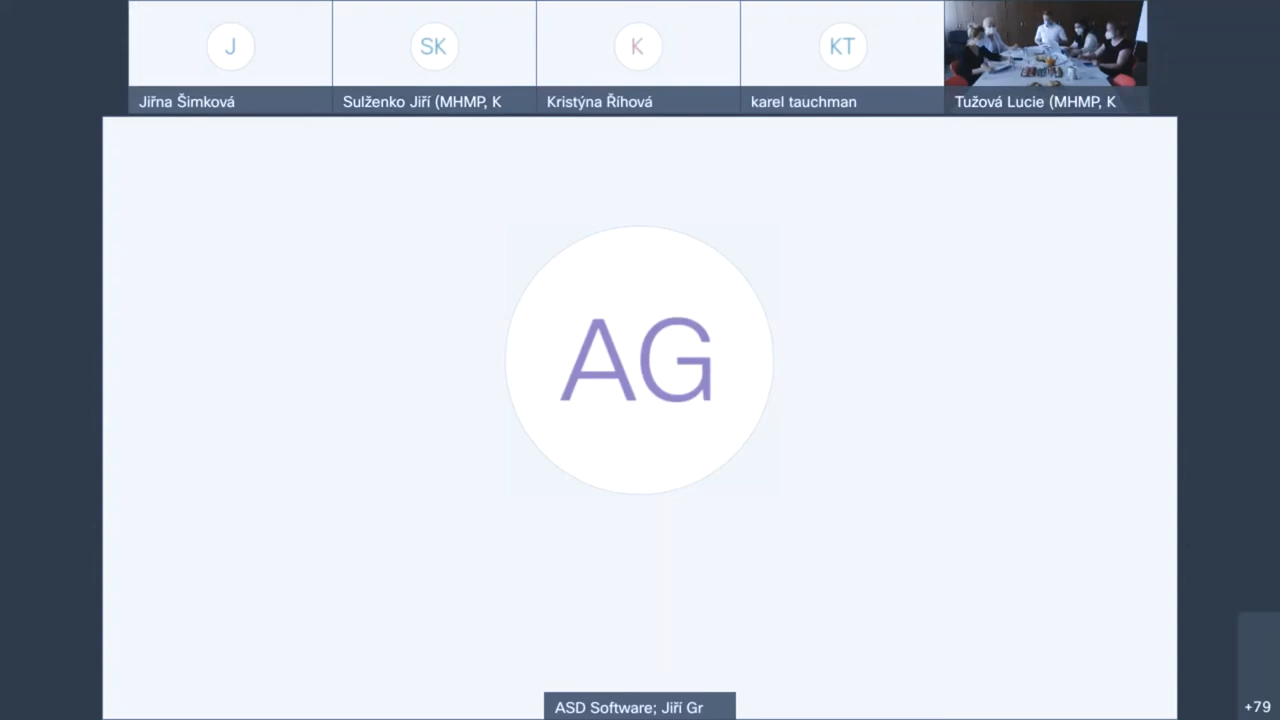 J
SK
K
KT
Jiřna Šimková
Sulženko Jiří (MHMP, K
Kristýna Říhová
karel tauchman
Tužová Lucie (MHMP, K
AG
ASD Software; Jiří Gr
+79